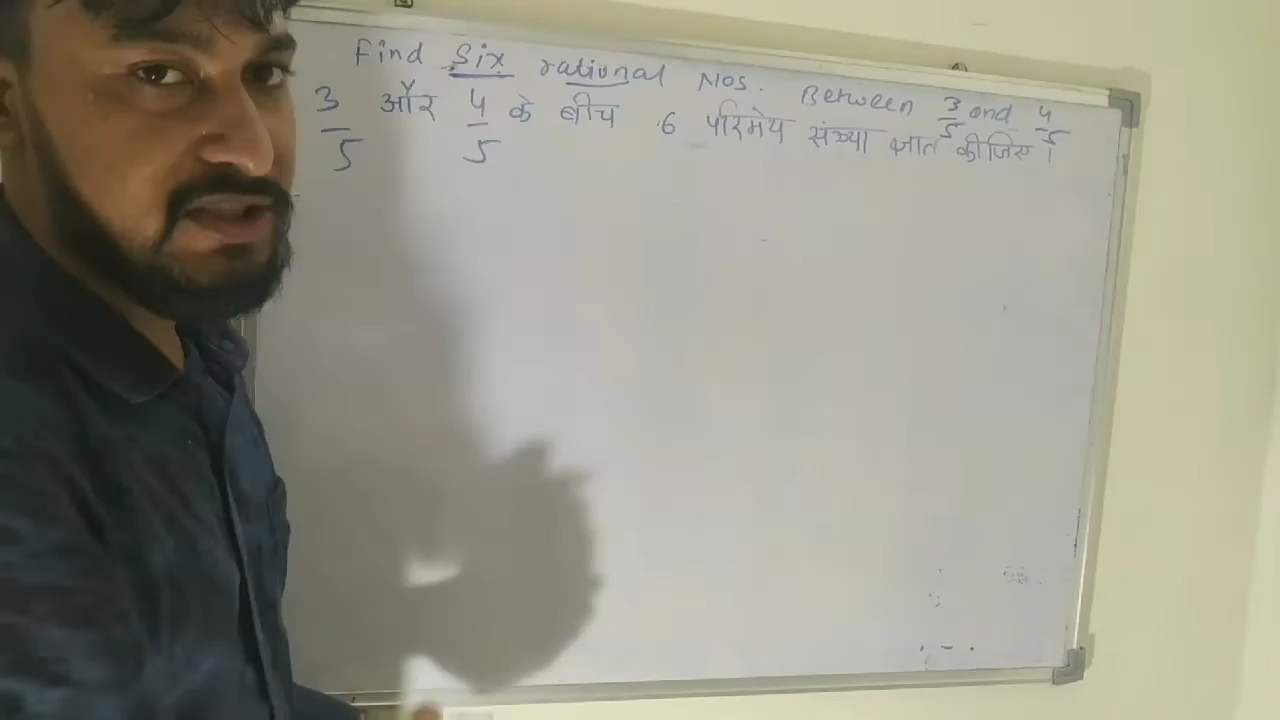 Find Six rational Nos. Between 3/5 and 4/5
3/5 और 4/5 के बीच 6 परिमेय संख्या ज्ञात कीजिए।